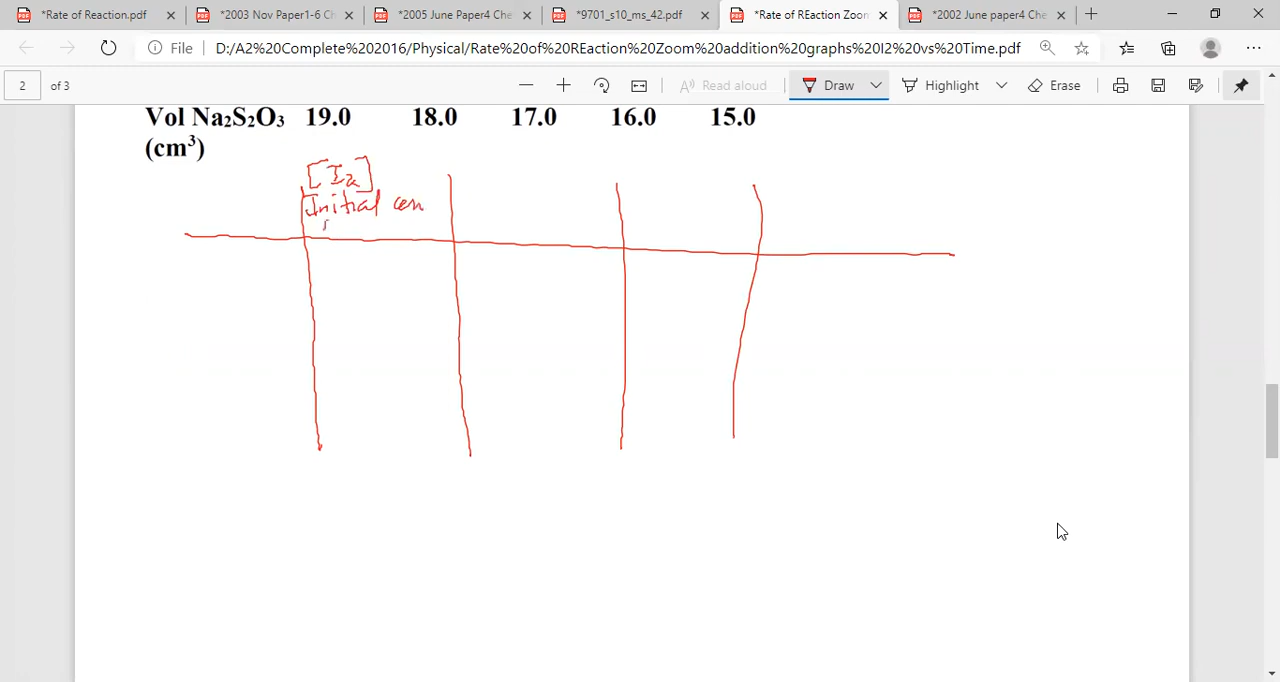 *Rate of Reaction.pdf
*2003 Nov Paper1-6 Ch
*2005 June Paper4 Che
*9701_s10_ms_42.pdf
*Rate of REaction Zoom
*2002 June paper4 Che
File
D:/A2%20Complete%202016/Physical/Rate%20of%20REaction%20Zoom%20addition%20graphs%20I2%20vs%20Time.pdf
2 of 3
Read aloud
Draw
Highlight
Erase
Vol Na₂S₂O₃ 19.0 18.0 17.0 16.0 15.0
(cm³)
[I₂]
Initial con